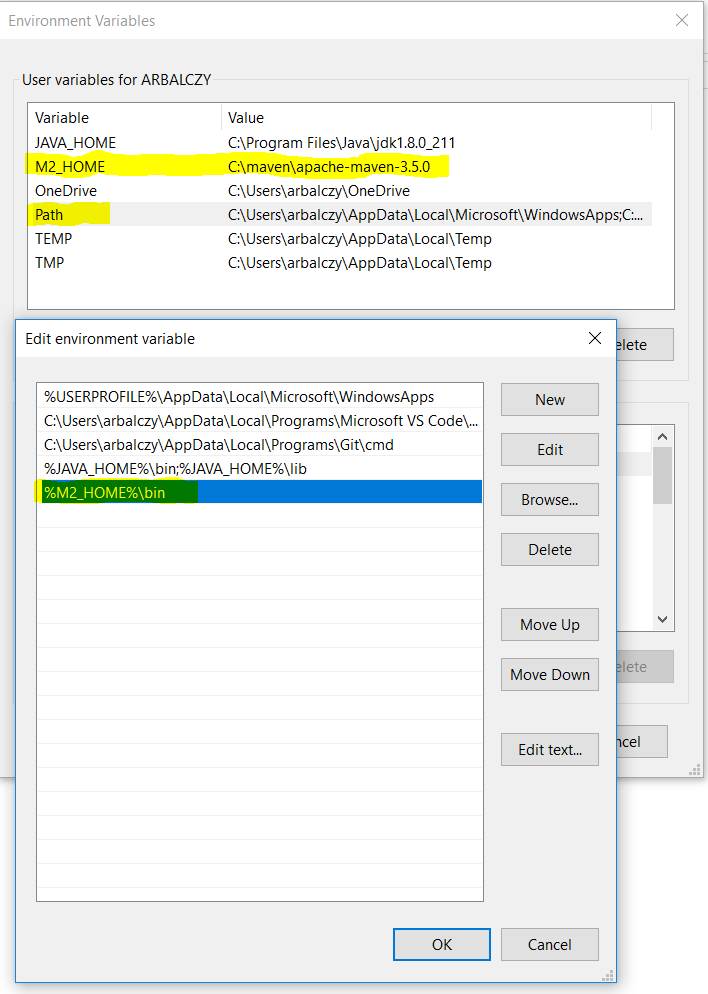 Environment Variables
User variables for ARBALCZY
Variable Value
JAVA_HOME C:\Program Files\Java\jdk1.8.0_211
M2_HOME C:\maven\apache-maven-3.5.0
OneDrive C:\Users\arbalczy\OneDrive
Path C:\Users\arbalczy\AppData\Local\Microsoft\WindowsApps;C:...
TEMP C:\Users\arbalczy\AppData\Local\Temp
TMP C:\Users\arbalczy\AppData\Local\Temp
elete
Edit environment variable
%USERPROFILE%\AppData\Local\Microsoft\WindowsApps
C:\Users\arbalczy\AppData\Local\Programs\Microsoft VS Code\...
C:\Users\arbalczy\AppData\Local\Programs\Git\cmd
%JAVA_HOME%\bin;%JAVA_HOME%\lib
%M2_HOME%\bin
New
Edit
Browse...
Delete
Move Up
Move Down
Edit text...
elete
ncel
OK
Cancel